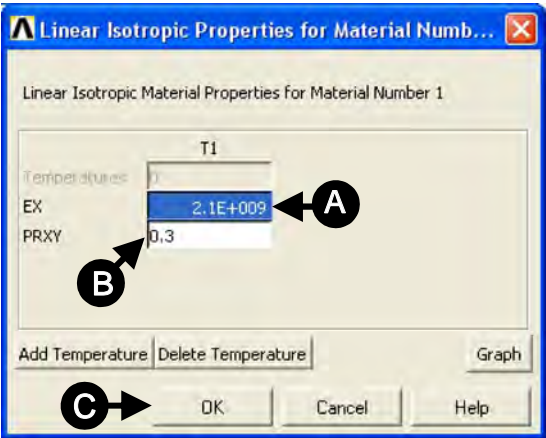 Linear Isotropic Properties for Material Numb...
Linear Isotropic Material Properties for Material Number 1
T1
Temperatures 0
EX 2.1E+009 A
PRXY 0.3
B
Add Temperature Delete Temperature Graph
C OK Cancel Help